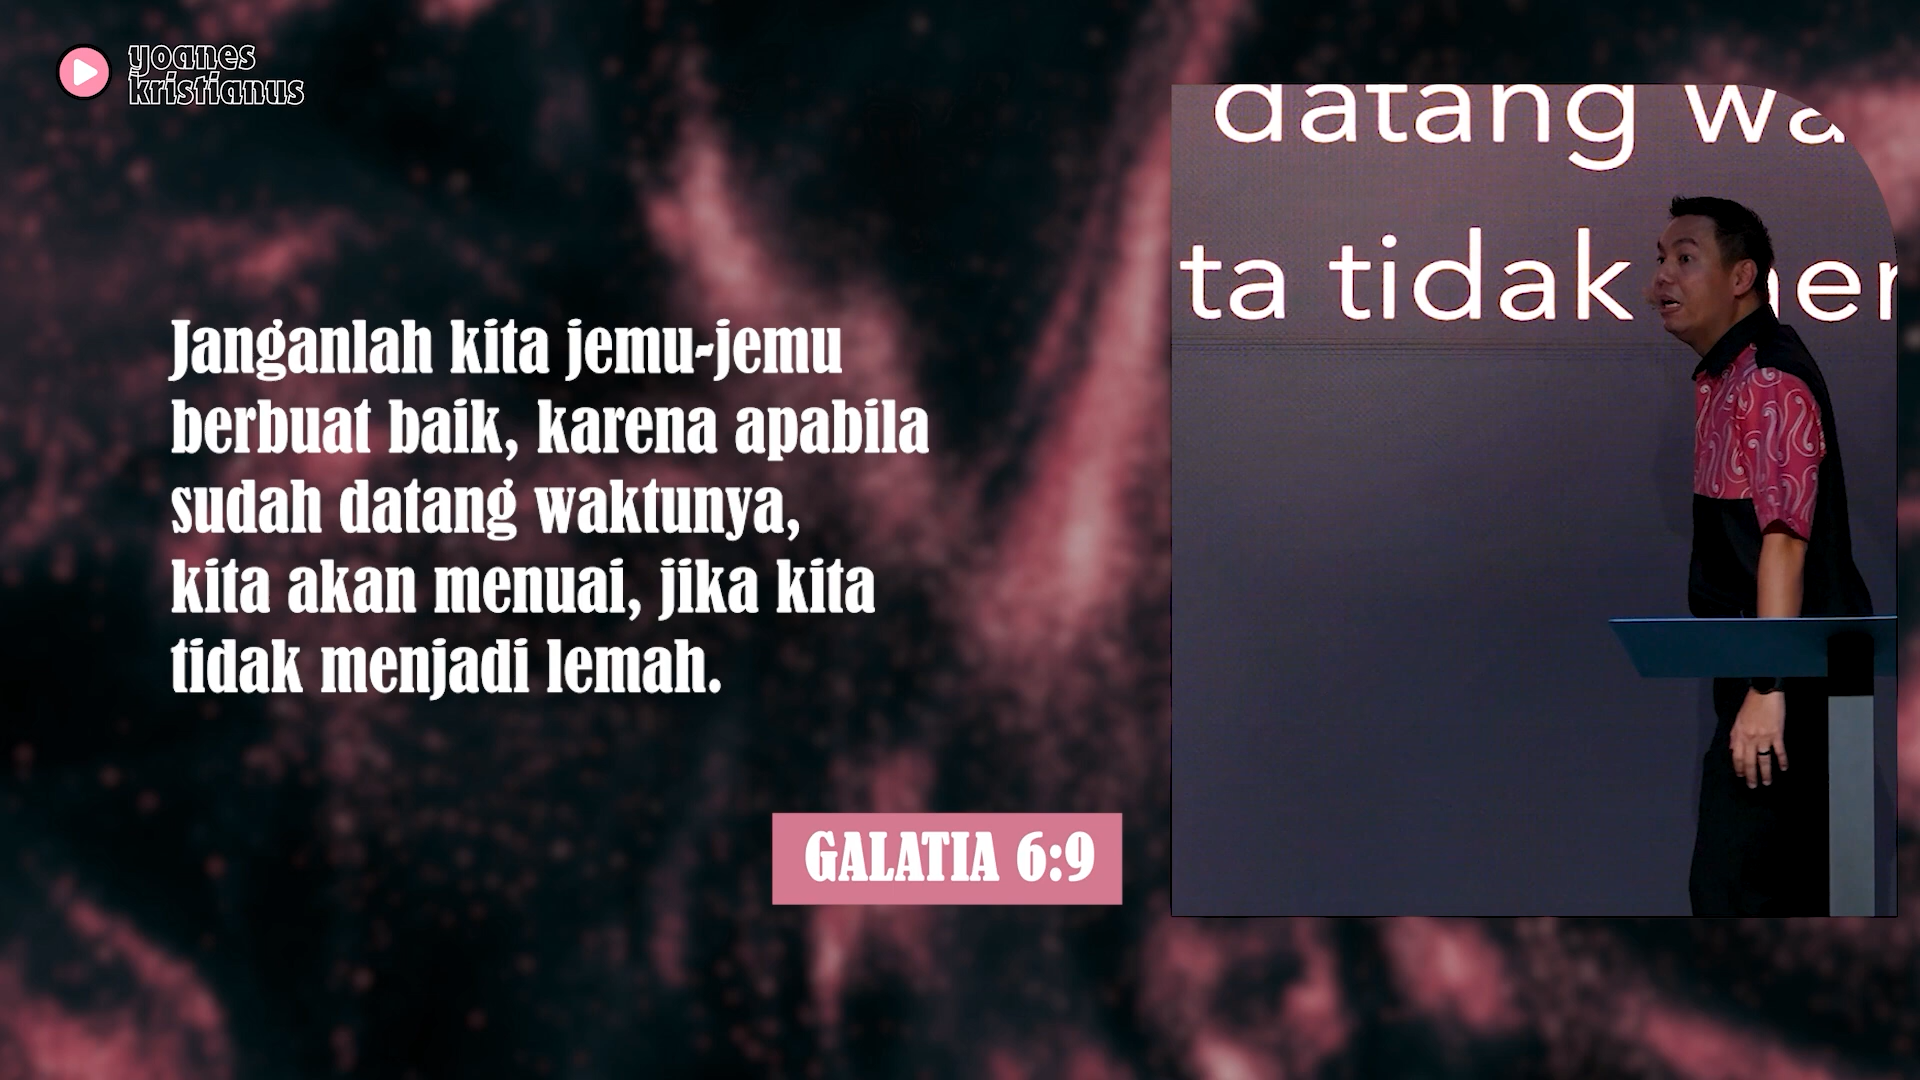 yoanes
kristianus
Janganlah kita jemu-jemu
berbuat baik, karena apabila
sudah datang waktunya,
kita akan menuai, jika kita
tidak menjadi lemah.
GALATIA 6:9
datang wa
ta tidak